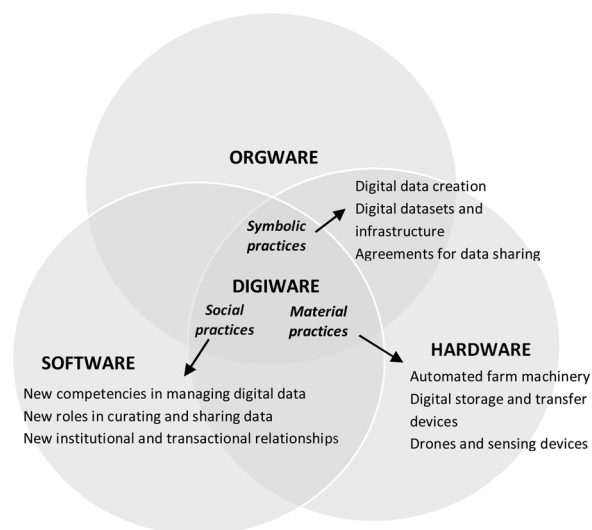 ORGWARE
Digital data creation
Digital datasets and
infrastructure
Agreements for data sharing
Symbolic
practices
DIGIWARE
Social
practices
Material
practices
SOFTWARE
New competencies in managing digital data
New roles in curating and sharing data
New institutional and transactional relationships
HARDWARE
Automated farm machinery
Digital storage and transfer
devices
Drones and sensing devices